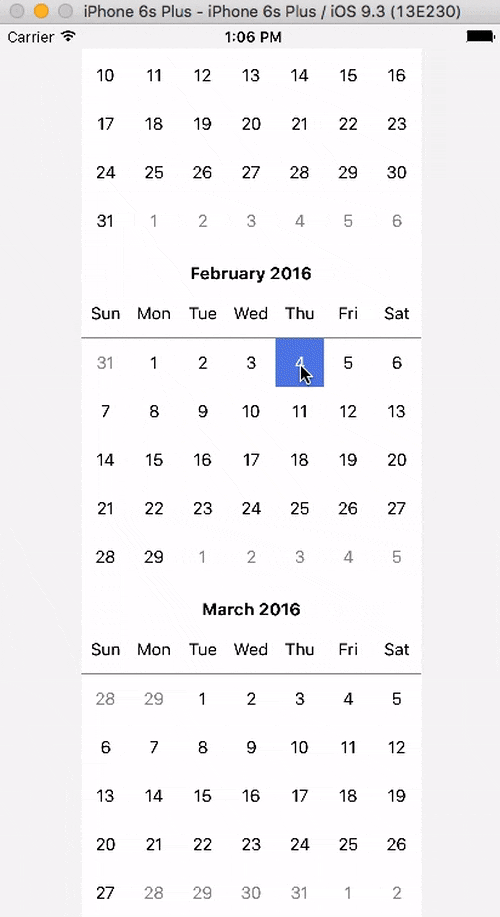 iPhone 6s Plus - iPhone 6s Plus / iOS 9.3 (13E230)
Carrier 1:06 PM
10 11 12 13 14 15 16
17 18 19 20 21 22 23
24 25 26 27 28 29 30
31 1 2 3 4 5 6
February 2016
Sun Mon Tue Wed Thu Fri Sat
31 1 2 3 4 5 6
7 8 9 10 11 12 13
14 15 16 17 18 19 20
21 22 23 24 25 26 27
28 29 1 2 3 4 5
March 2016
Sun Mon Tue Wed Thu Fri Sat
28 29 1 2 3 4 5
6 7 8 9 10 11 12
13 14 15 16 17 18 19
20 21 22 23 24 25 26
27 28 29 30 31 1 2